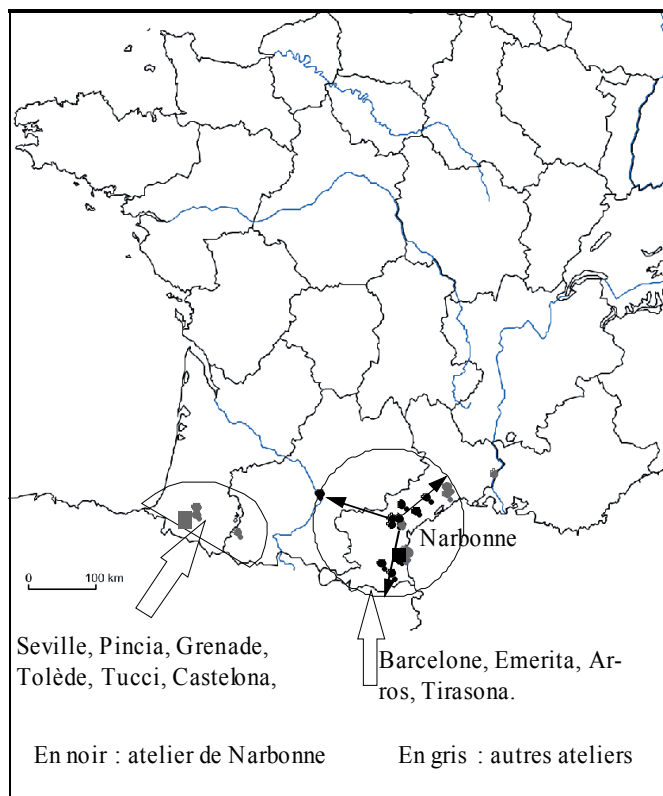 Narbonne
0 100 km
Seville, Pincia, Grenade,
Tolède, Tucci, Castelona,
Barcelone, Emerita, Ar-
ros, Tirasona.
En noir : atelier de Narbonne
En gris : autres ateliers